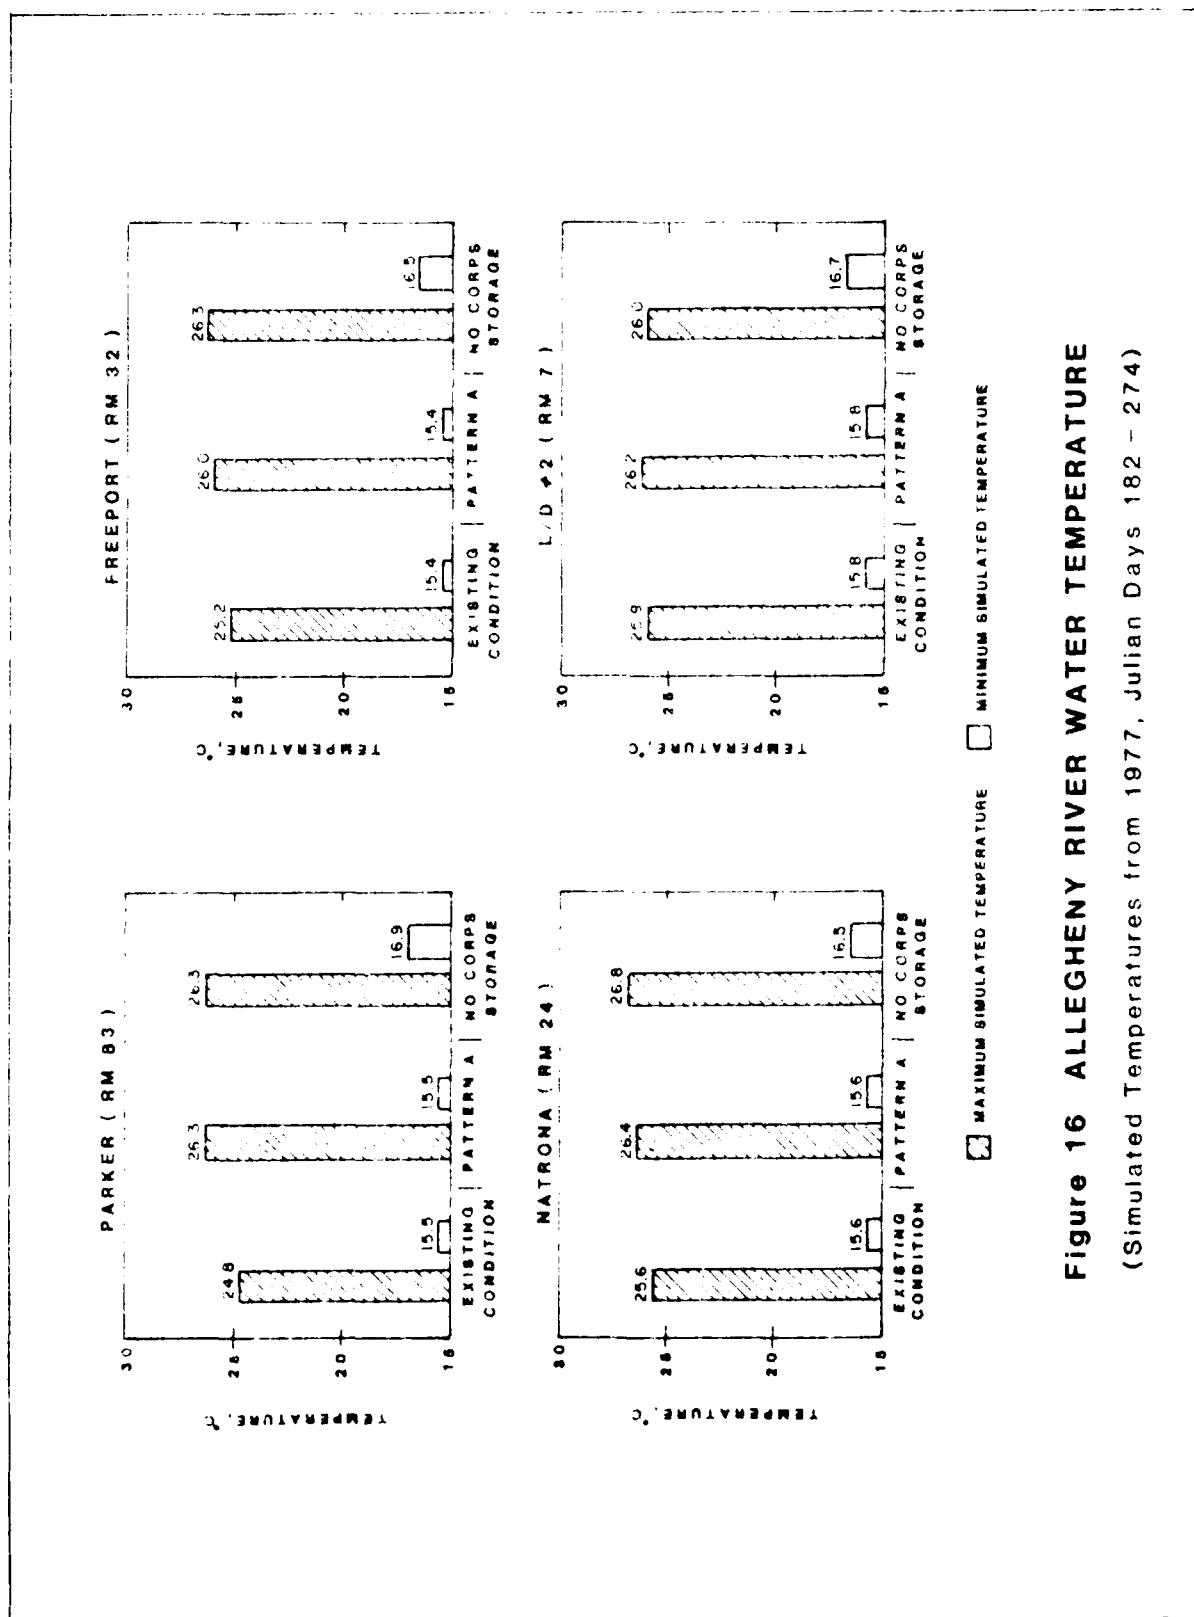 PARKER ( RM 83 )
TEMPERATURE, °C
30
25
20
15
24.8
15.5
26.3
15.5
26.3
16.9
EXISTING CONDITION | PATTERN A | NO CORPS STORAGE
FREEPORT ( RM 32 )
TEMPERATURE, °C
30
25
20
15
25.2
15.4
26.0
15.4
26.3
16.5
EXISTING CONDITION | PATTERN A | NO CORPS STORAGE
NATRONA ( RM 24 )
TEMPERATURE, °C
30
25
20
15
25.6
15.6
26.4
15.6
26.8
16.5
EXISTING CONDITION | PATTERN A | NO CORPS STORAGE
L/D #2 ( RM 7 )
TEMPERATURE, °C
30
25
20
15
15.8
26.2
15.8
26.0
16.7
EXISTING CONDITION | PATTERN A | NO CORPS STORAGE
MAXIMUM SIMULATED TEMPERATURE
MINIMUM SIMULATED TEMPERATURE
Figure 16 ALLEGHENY RIVER WATER TEMPERATURE
(Simulated Temperatures from 1977, Julian Days 182 - 274)